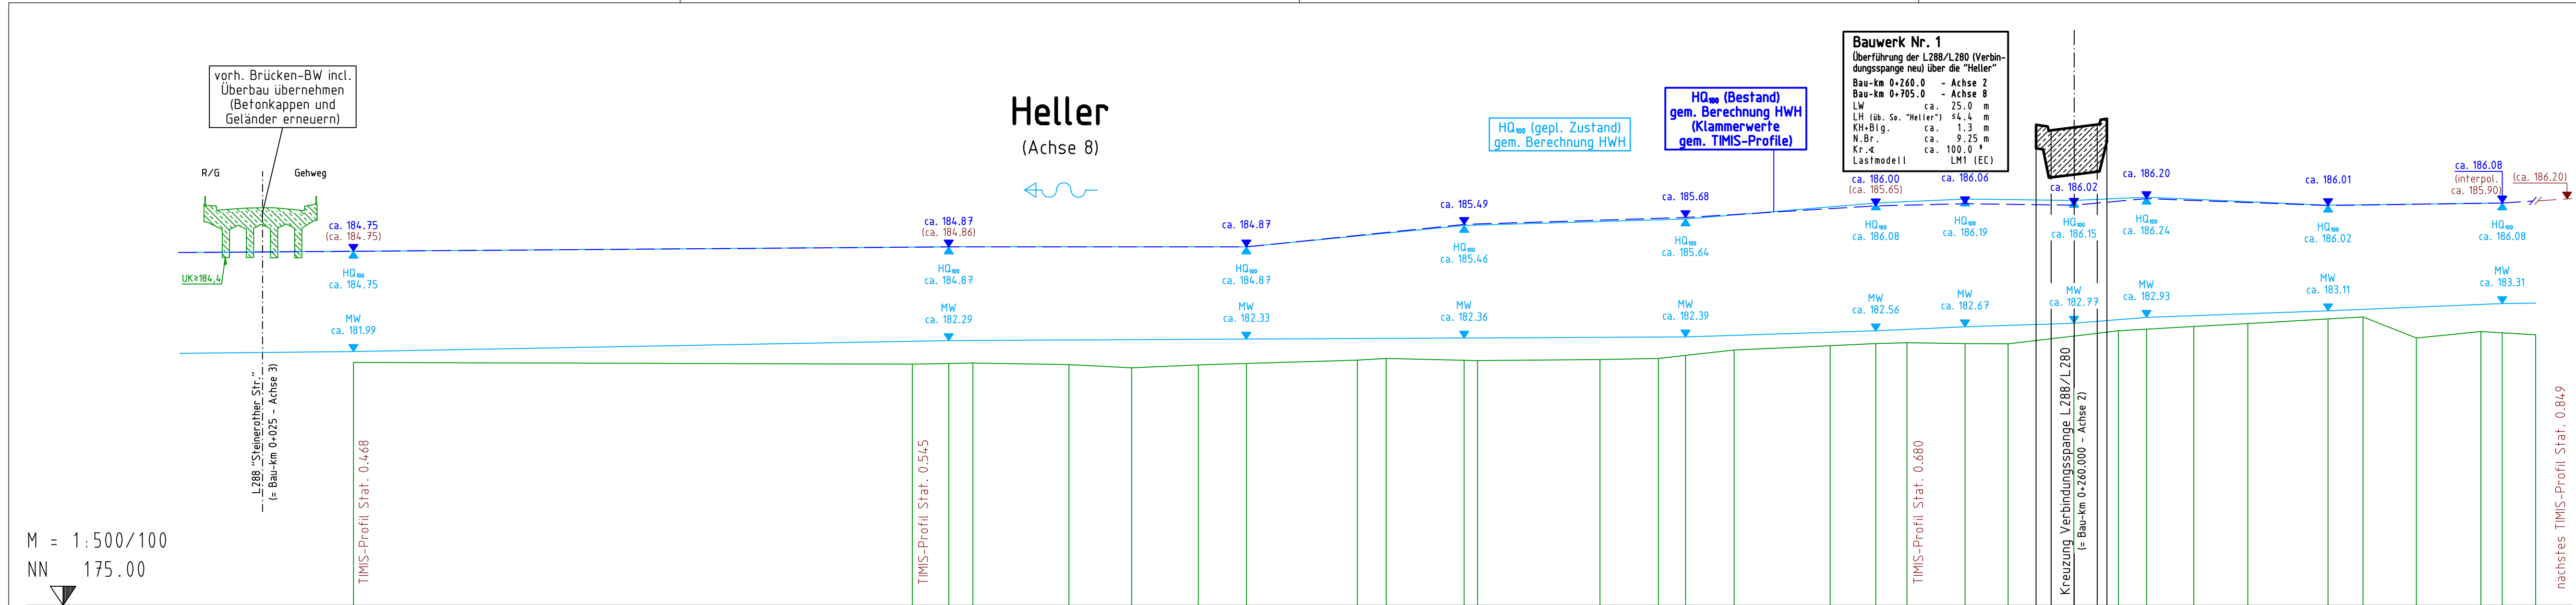 vorh. Brücken-BW incl.
Überbau übernehmen
(Betonkappen und
Geländer erneuern)
R/G
Gehweg
UK≥184,4
L288 "Steinerother Str."
(= Bau-km 0+025 - Achse 3)
M = 1:500/100
NN 175.00
Heller
(Achse 8)
HQ₁₀₀ (gepl. Zustand)
gem. Berechnung HWH
HQ₁₀₀ (Bestand)
gem. Berechnung HWH
(Klammerwerte
gem. TIMIS-Profile)
Bauwerk Nr. 1
Überführung der L288/L280 (Verbin-
dungsspange neu) über die "Heller"
Bau-km 0+260.0 - Achse 2
Bau-km 0+705.0 - Achse 8
LW ca. 25.0 m
LH (üb. So. "Heller") ≤4,4 m
KH+Blg. ca. 1.3 m
N.Br. ca. 9.25 m
Kr.∢ ca. 100.0 °
Lastmodell LM1 (EC)
ca. 184.75
(ca. 184.75)
HQ₁₀₀
ca. 184.75
MW
ca. 181.99
TIMIS-Profil Stat. 0.468
ca. 184.87
(ca. 184.86)
HQ₁₀₀
ca. 184.87
MW
ca. 182.29
TIMIS-Profil Stat. 0.545
ca. 184.87
HQ₁₀₀
ca. 184.87
MW
ca. 182.33
ca. 185.49
HQ₁₀₀
ca. 185.46
MW
ca. 182.36
ca. 185.68
HQ₁₀₀
ca. 185.64
MW
ca. 182.39
ca. 186.00
(ca. 185.65)
HQ₁₀₀
ca. 186.08
MW
ca. 182.56
TIMIS-Profil Stat. 0.680
ca. 186.06
HQ₁₀₀
ca. 186.19
MW
ca. 182.67
ca. 186.02
HQ₁₀₀
ca. 186.15
MW
ca. 182.77
Kreuzung Verbindungsspange L288/L280
(= Bau-km 0+260.000 - Achse 2)
ca. 186.20
HQ₁₀₀
ca. 186.24
MW
ca. 182.93
ca. 186.01
HQ₁₀₀
ca. 186.02
MW
ca. 183.11
ca. 186.08
(interpol.
ca. 185.90)
HQ₁₀₀
ca. 186.08
MW
ca. 183.31
(ca. 186.20)
nächstes TIMIS-Profil Stat. 0.849